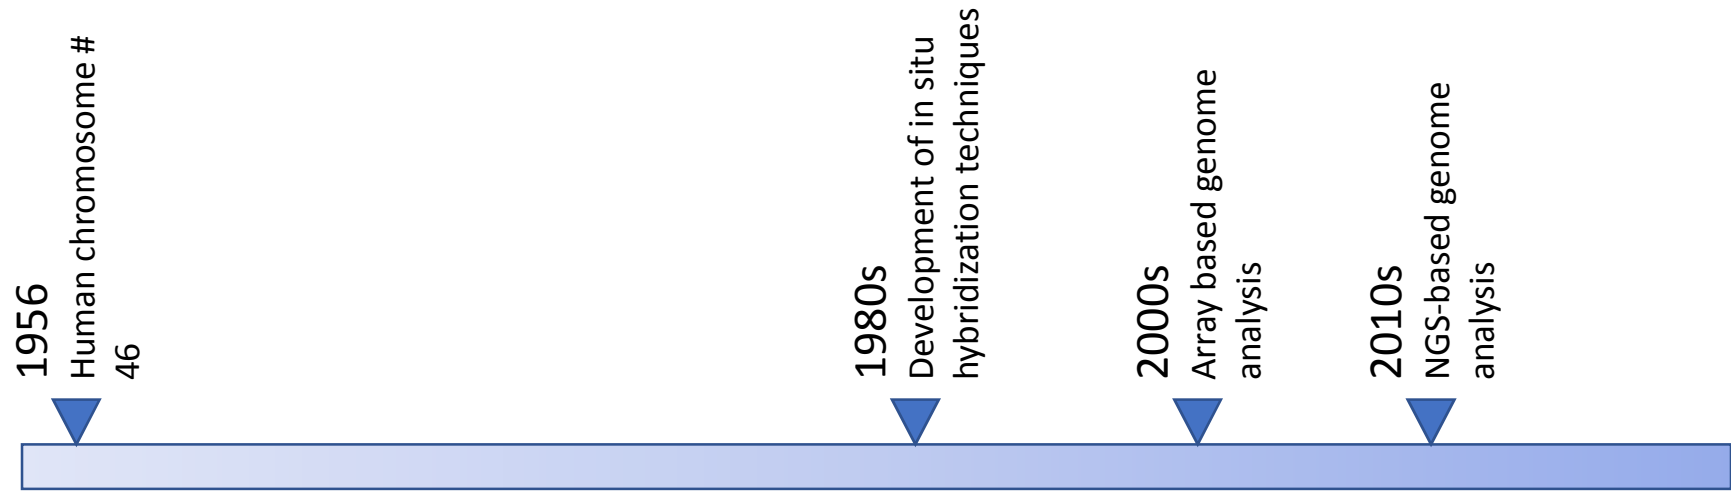 1956
Human chromosome #
46
1980s
Development of in situ
hybridization techniques
2000s
Array based genome
analysis
2010s
NGS-based genome
analysis